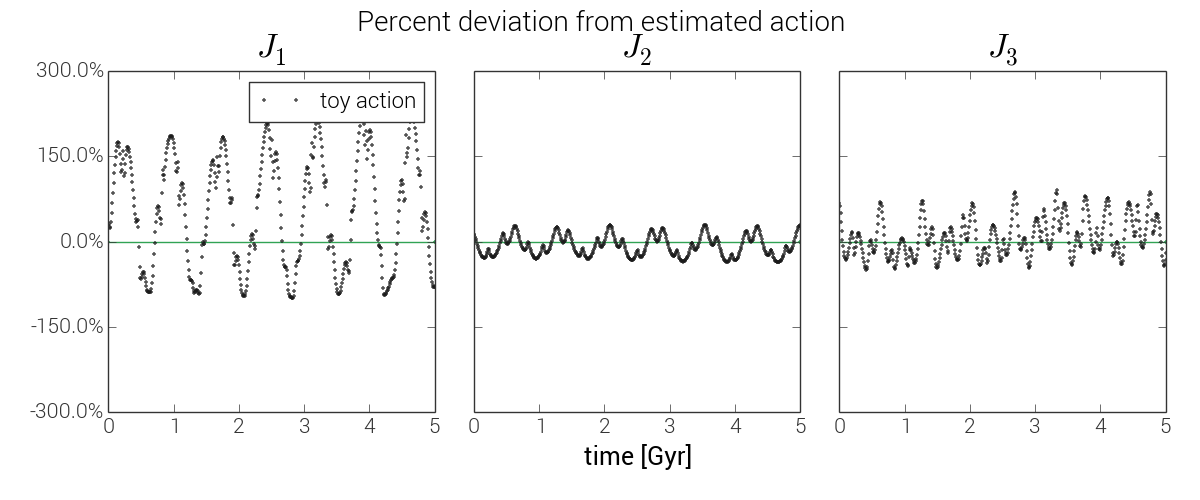 Percent deviation from estimated action
J1 J2 J3
300.0%
toy action
150.0%
0.0%
-150.0%
-300.0%
0 1 2 3 4 5 0 1 2 3 4 5 0 1 2 3 4 5
time [Gyr]